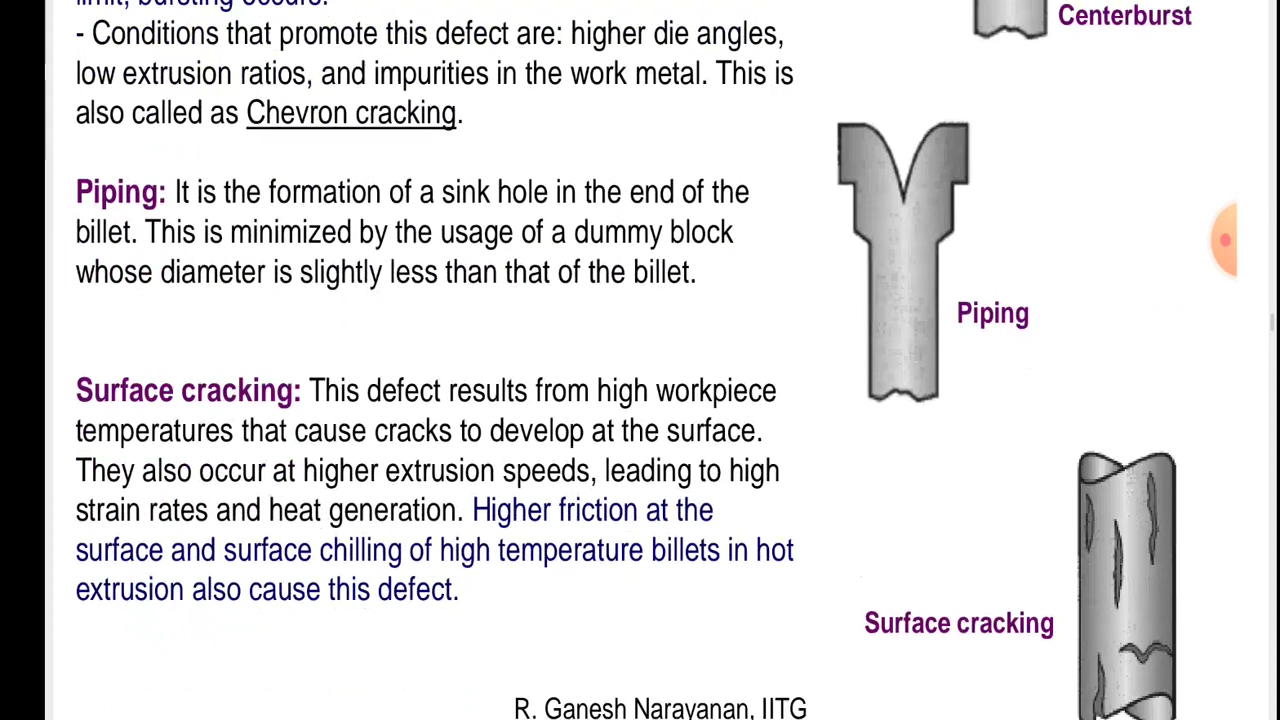 limit, bursting occurs.
Centerburst
- Conditions that promote this defect are: higher die angles,
low extrusion ratios, and impurities in the work metal. This is
also called as Chevron cracking.
Piping: It is the formation of a sink hole in the end of the
billet. This is minimized by the usage of a dummy block
whose diameter is slightly less than that of the billet.
Piping
Surface cracking: This defect results from high workpiece
temperatures that cause cracks to develop at the surface.
They also occur at higher extrusion speeds, leading to high
strain rates and heat generation. Higher friction at the
surface and surface chilling of high temperature billets in hot
extrusion also cause this defect.
Surface cracking
R. Ganesh Narayanan, IITG